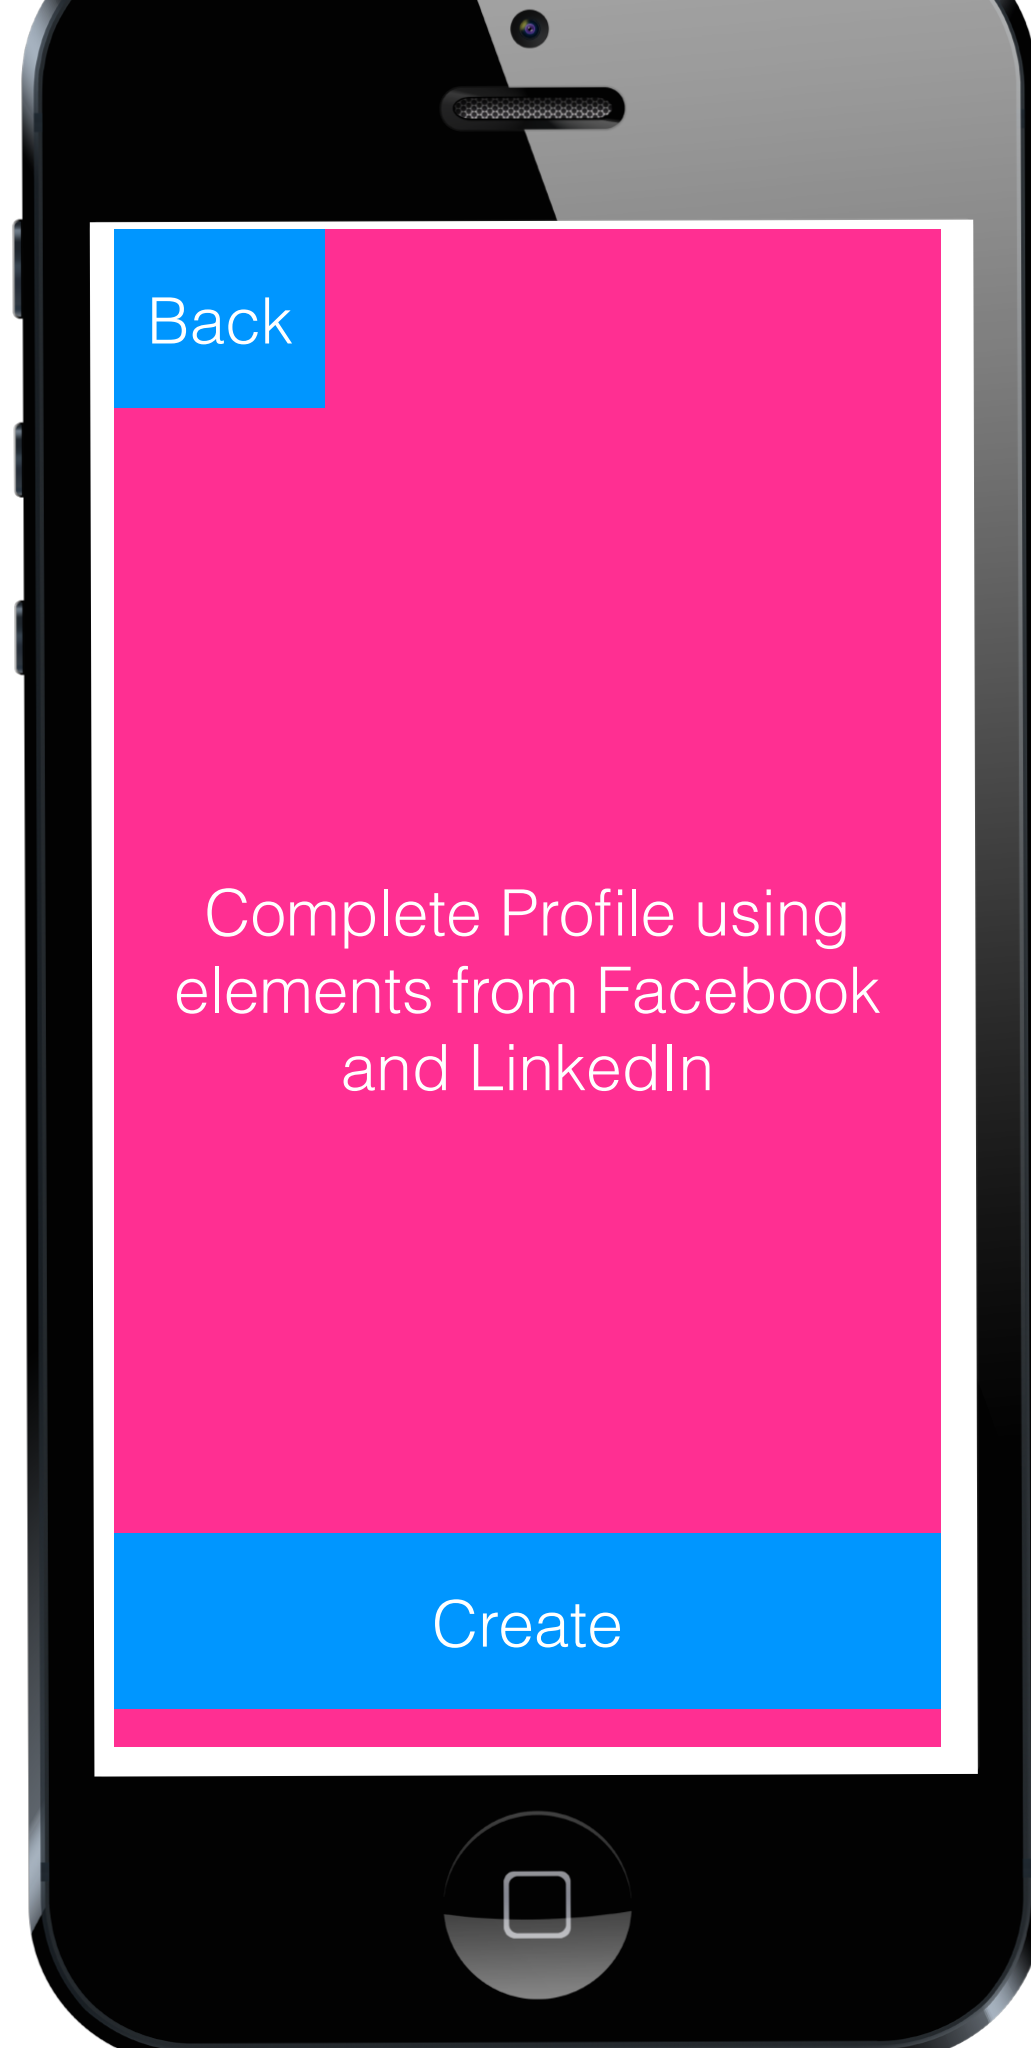 Back
Complete Profile using
elements from Facebook
and LinkedIn
Create